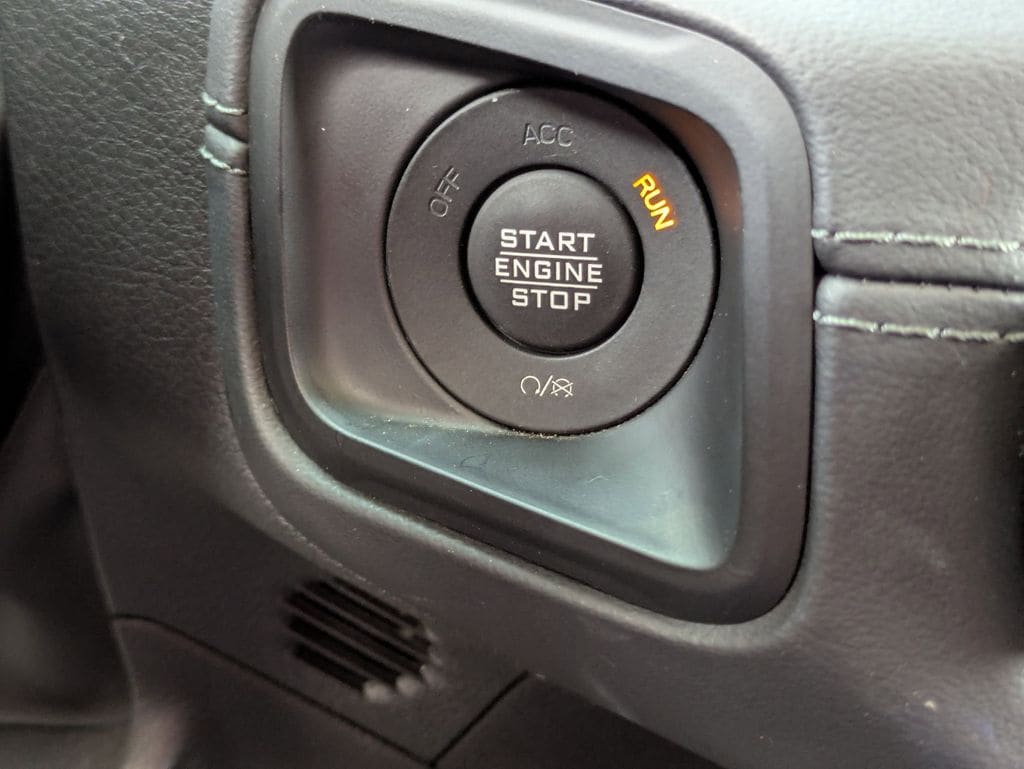 ACC
OFF
RUN
START
ENGINE
STOP